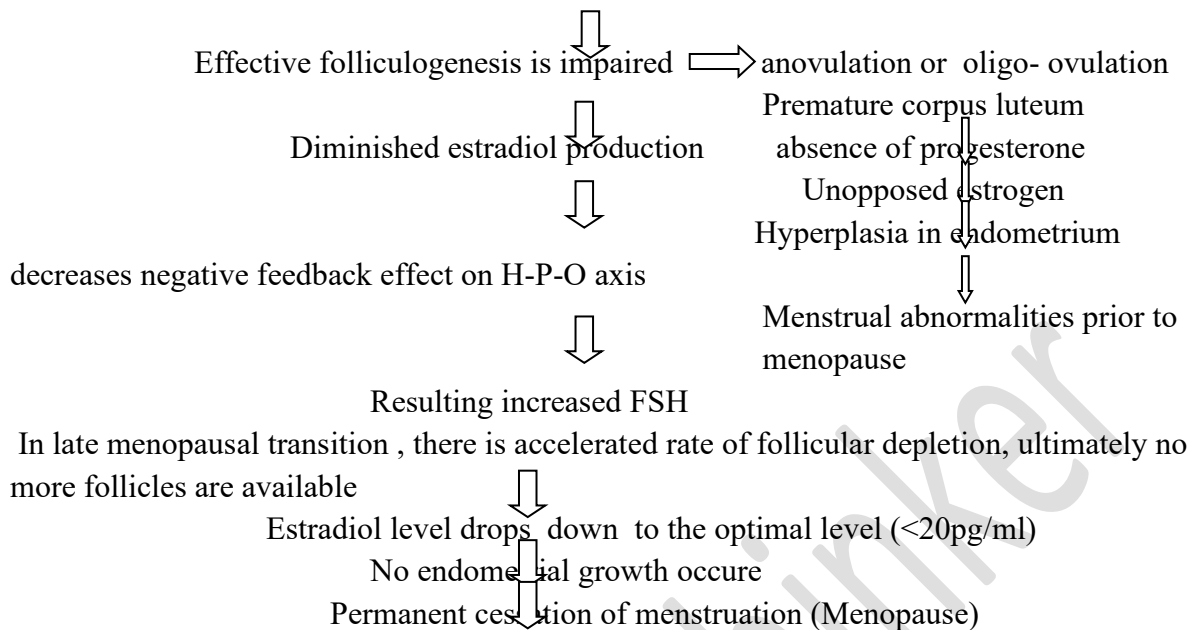 Effective folliculogenesis is impaired anovulation or oligo- ovulation
Premature corpus luteum
Diminished estradiol production absence of progesterone
Unopposed estrogen
Hyperplasia in endometrium
decreases negative feedback effect on H-P-O axis
Menstrual abnormalities prior to
menopause
Resulting increased FSH
In late menopausal transition , there is accelerated rate of follicular depletion, ultimately no
more follicles are available
Estradiol level drops down to the optimal level (<20pg/ml)
No endometrial growth occure
Permanent cessation of menstruation (Menopause)